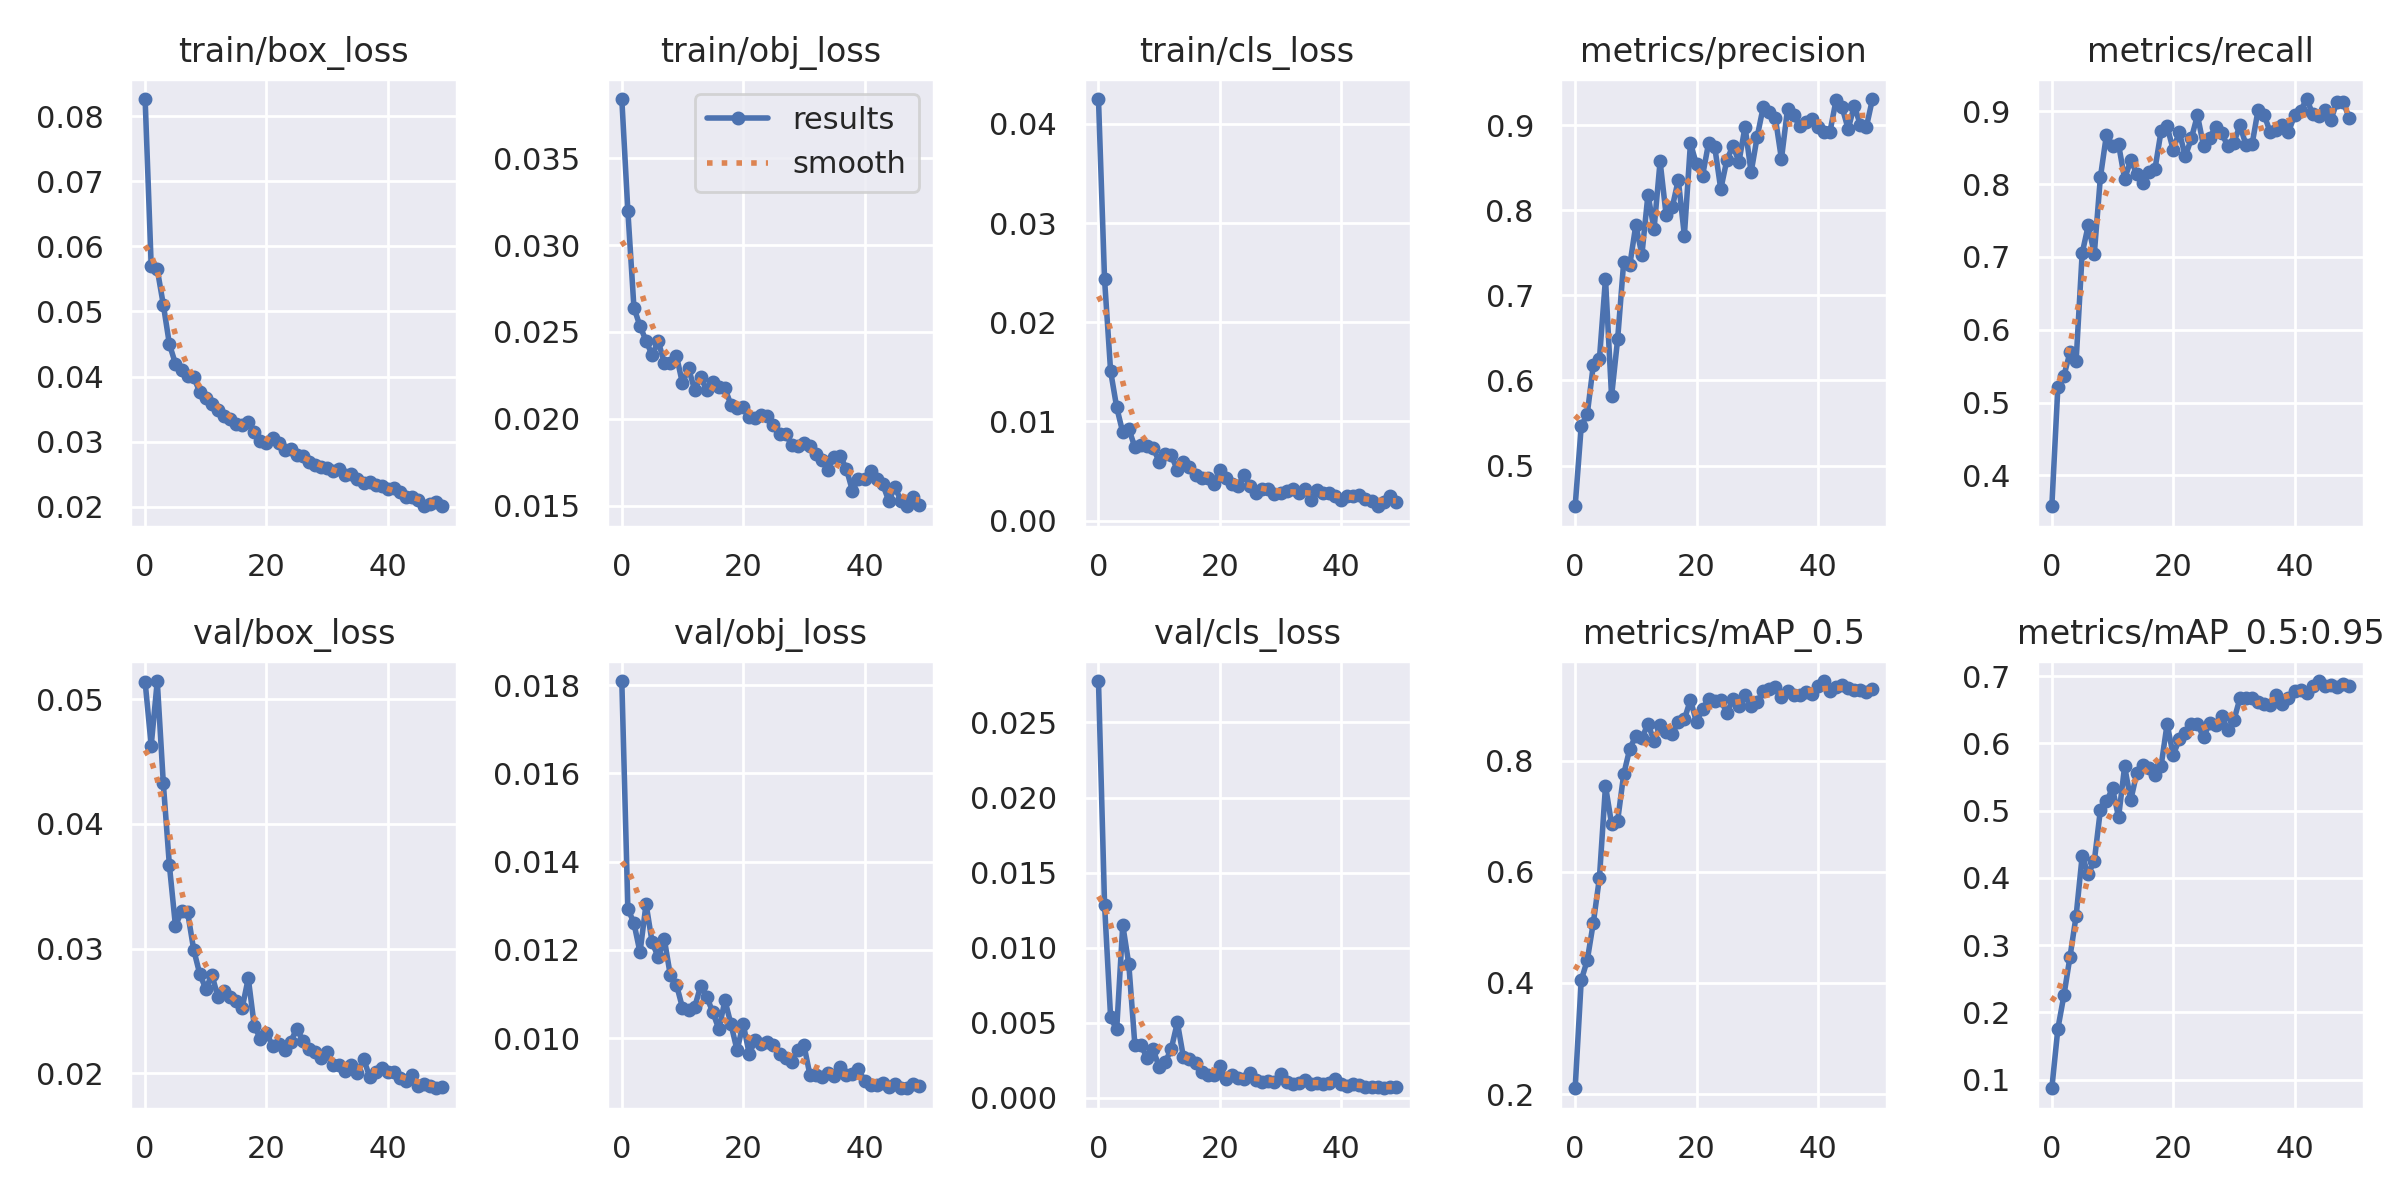 train/box_loss
0.08
0.07
0.06
0.05
0.04
0.03
0.02
0 20 40
train/obj_loss
results
smooth
0.035
0.030
0.025
0.020
0.015
0 20 40
train/cls_loss
0.04
0.03
0.02
0.01
0.00
0 20 40
metrics/precision
0.9
0.8
0.7
0.6
0.5
0 20 40
metrics/recall
0.9
0.8
0.7
0.6
0.5
0.4
0 20 40
val/box_loss
0.05
0.04
0.03
0.02
0 20 40
val/obj_loss
0.018
0.016
0.014
0.012
0.010
0 20 40
val/cls_loss
0.025
0.020
0.015
0.010
0.005
0.000
0 20 40
metrics/mAP_0.5
0.8
0.6
0.4
0.2
0 20 40
metrics/mAP_0.5:0.95
0.7
0.6
0.5
0.4
0.3
0.2
0.1
0 20 40